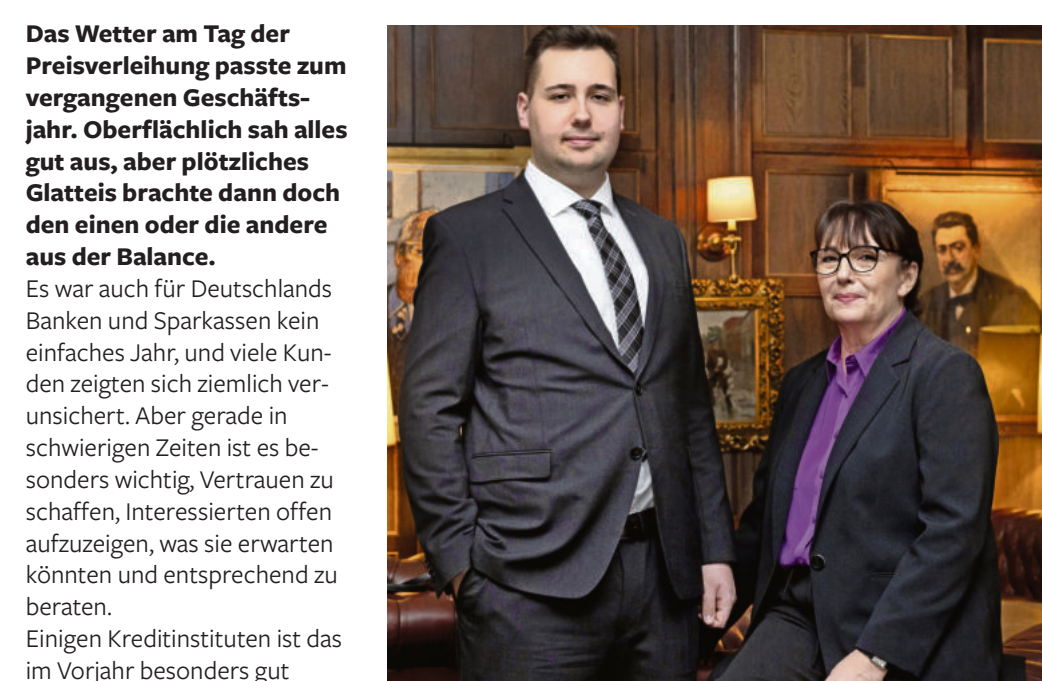 Das Wetter am Tag der
Preisverleihung passte zum
vergangenen Geschäfts-
jahr. Oberflächlich sah alles
gut aus, aber plötzliches
Glatteis brachte dann doch
den einen oder die andere
aus der Balance.
Es war auch für Deutschlands
Banken und Sparkassen kein
einfaches Jahr, und viele Kun-
den zeigten sich ziemlich ver-
unsichert. Aber gerade in
schwierigen Zeiten ist es be-
sonders wichtig, Vertrauen zu
schaffen, Interessierten offen
aufzuzeigen, was sie erwarten
könnten und entsprechend zu
beraten.
Einigen Kreditinstituten ist das
im Vorjahr besonders gut